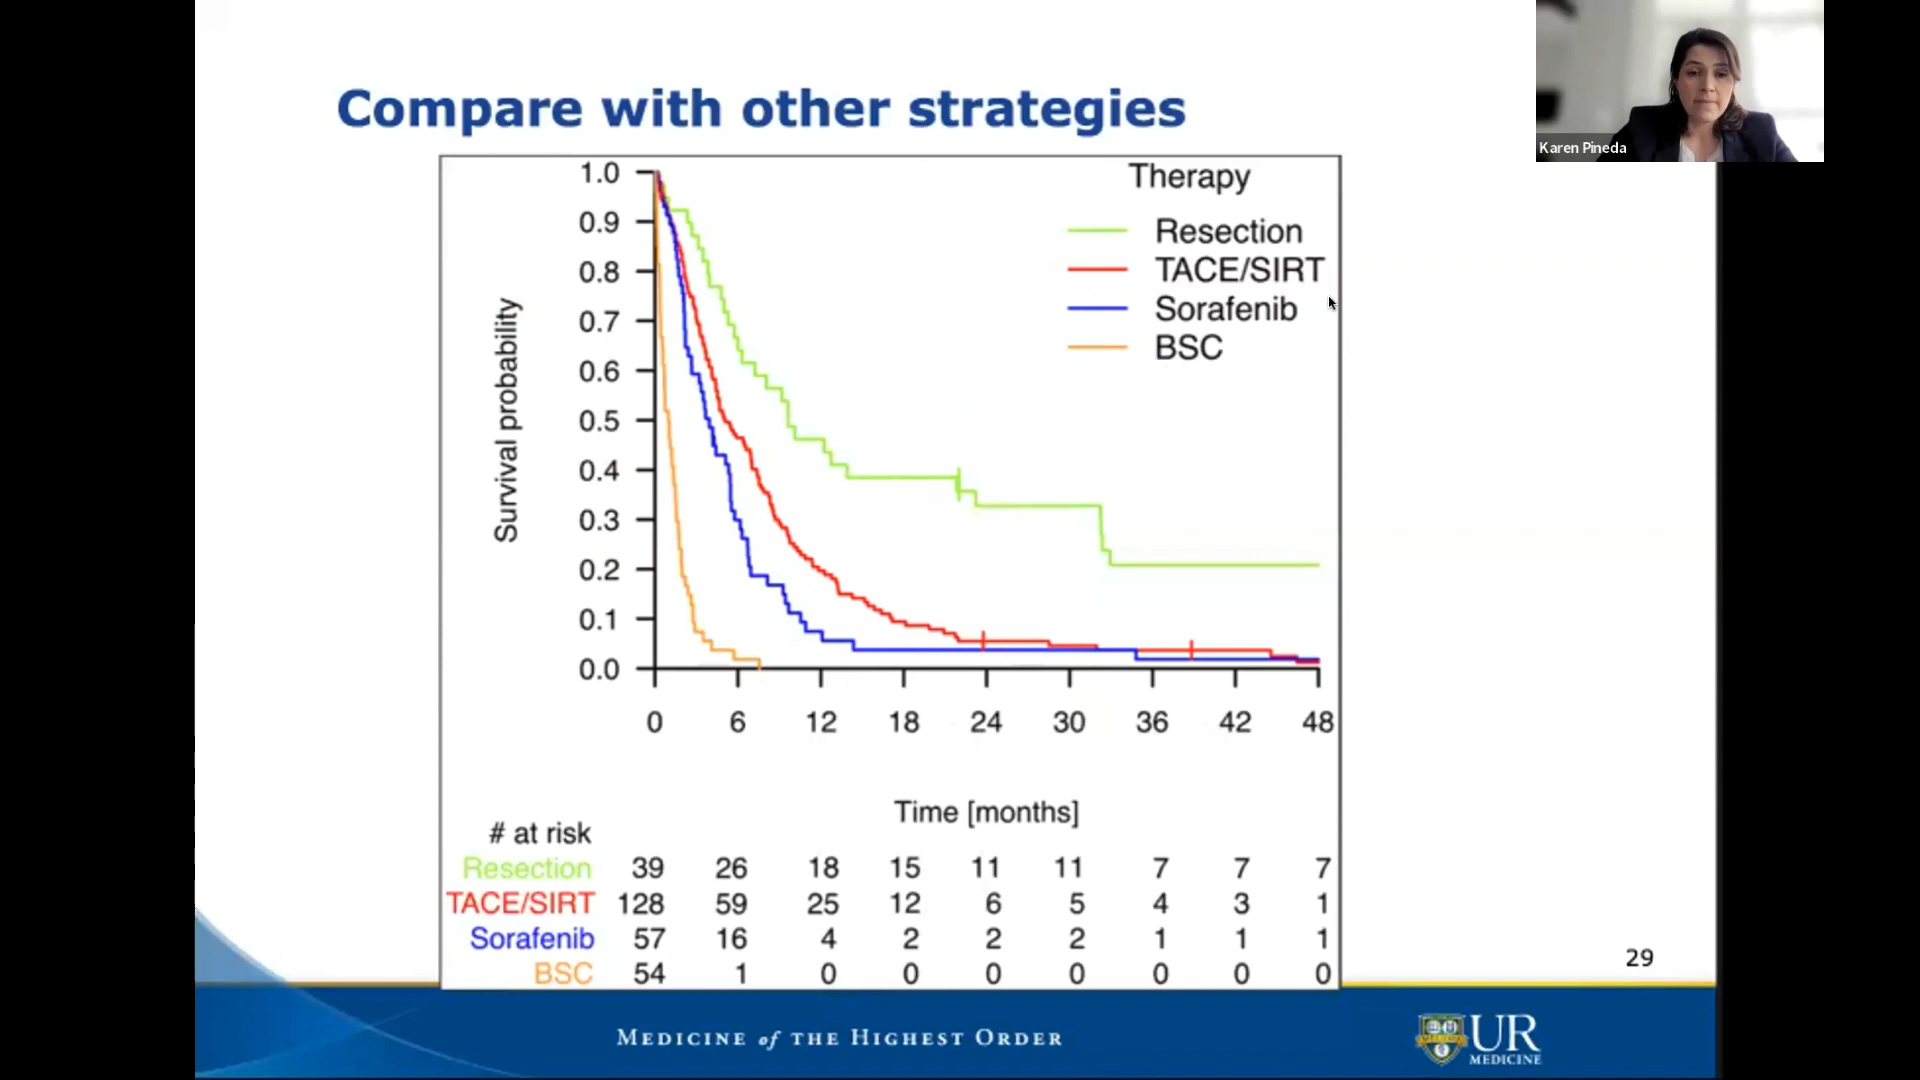 Compare with other strategies
Karen Pineda
Therapy
Resection
TACE/SIRT
Sorafenib
BSC
Survival probability
1.0
0.9
0.8
0.7
0.6
0.5
0.4
0.3
0.2
0.1
0.0
0 6 12 18 24 30 36 42 48
Time [months]
# at risk
Resection 39 26 18 15 11 11 7 7 7
TACE/SIRT 128 59 25 12 6 5 4 3 1
Sorafenib 57 16 4 2 2 2 1 1 1
BSC 54 1 0 0 0 0 0 0 0
29
MEDICINE of THE HIGHEST ORDER
UR
MEDICINE